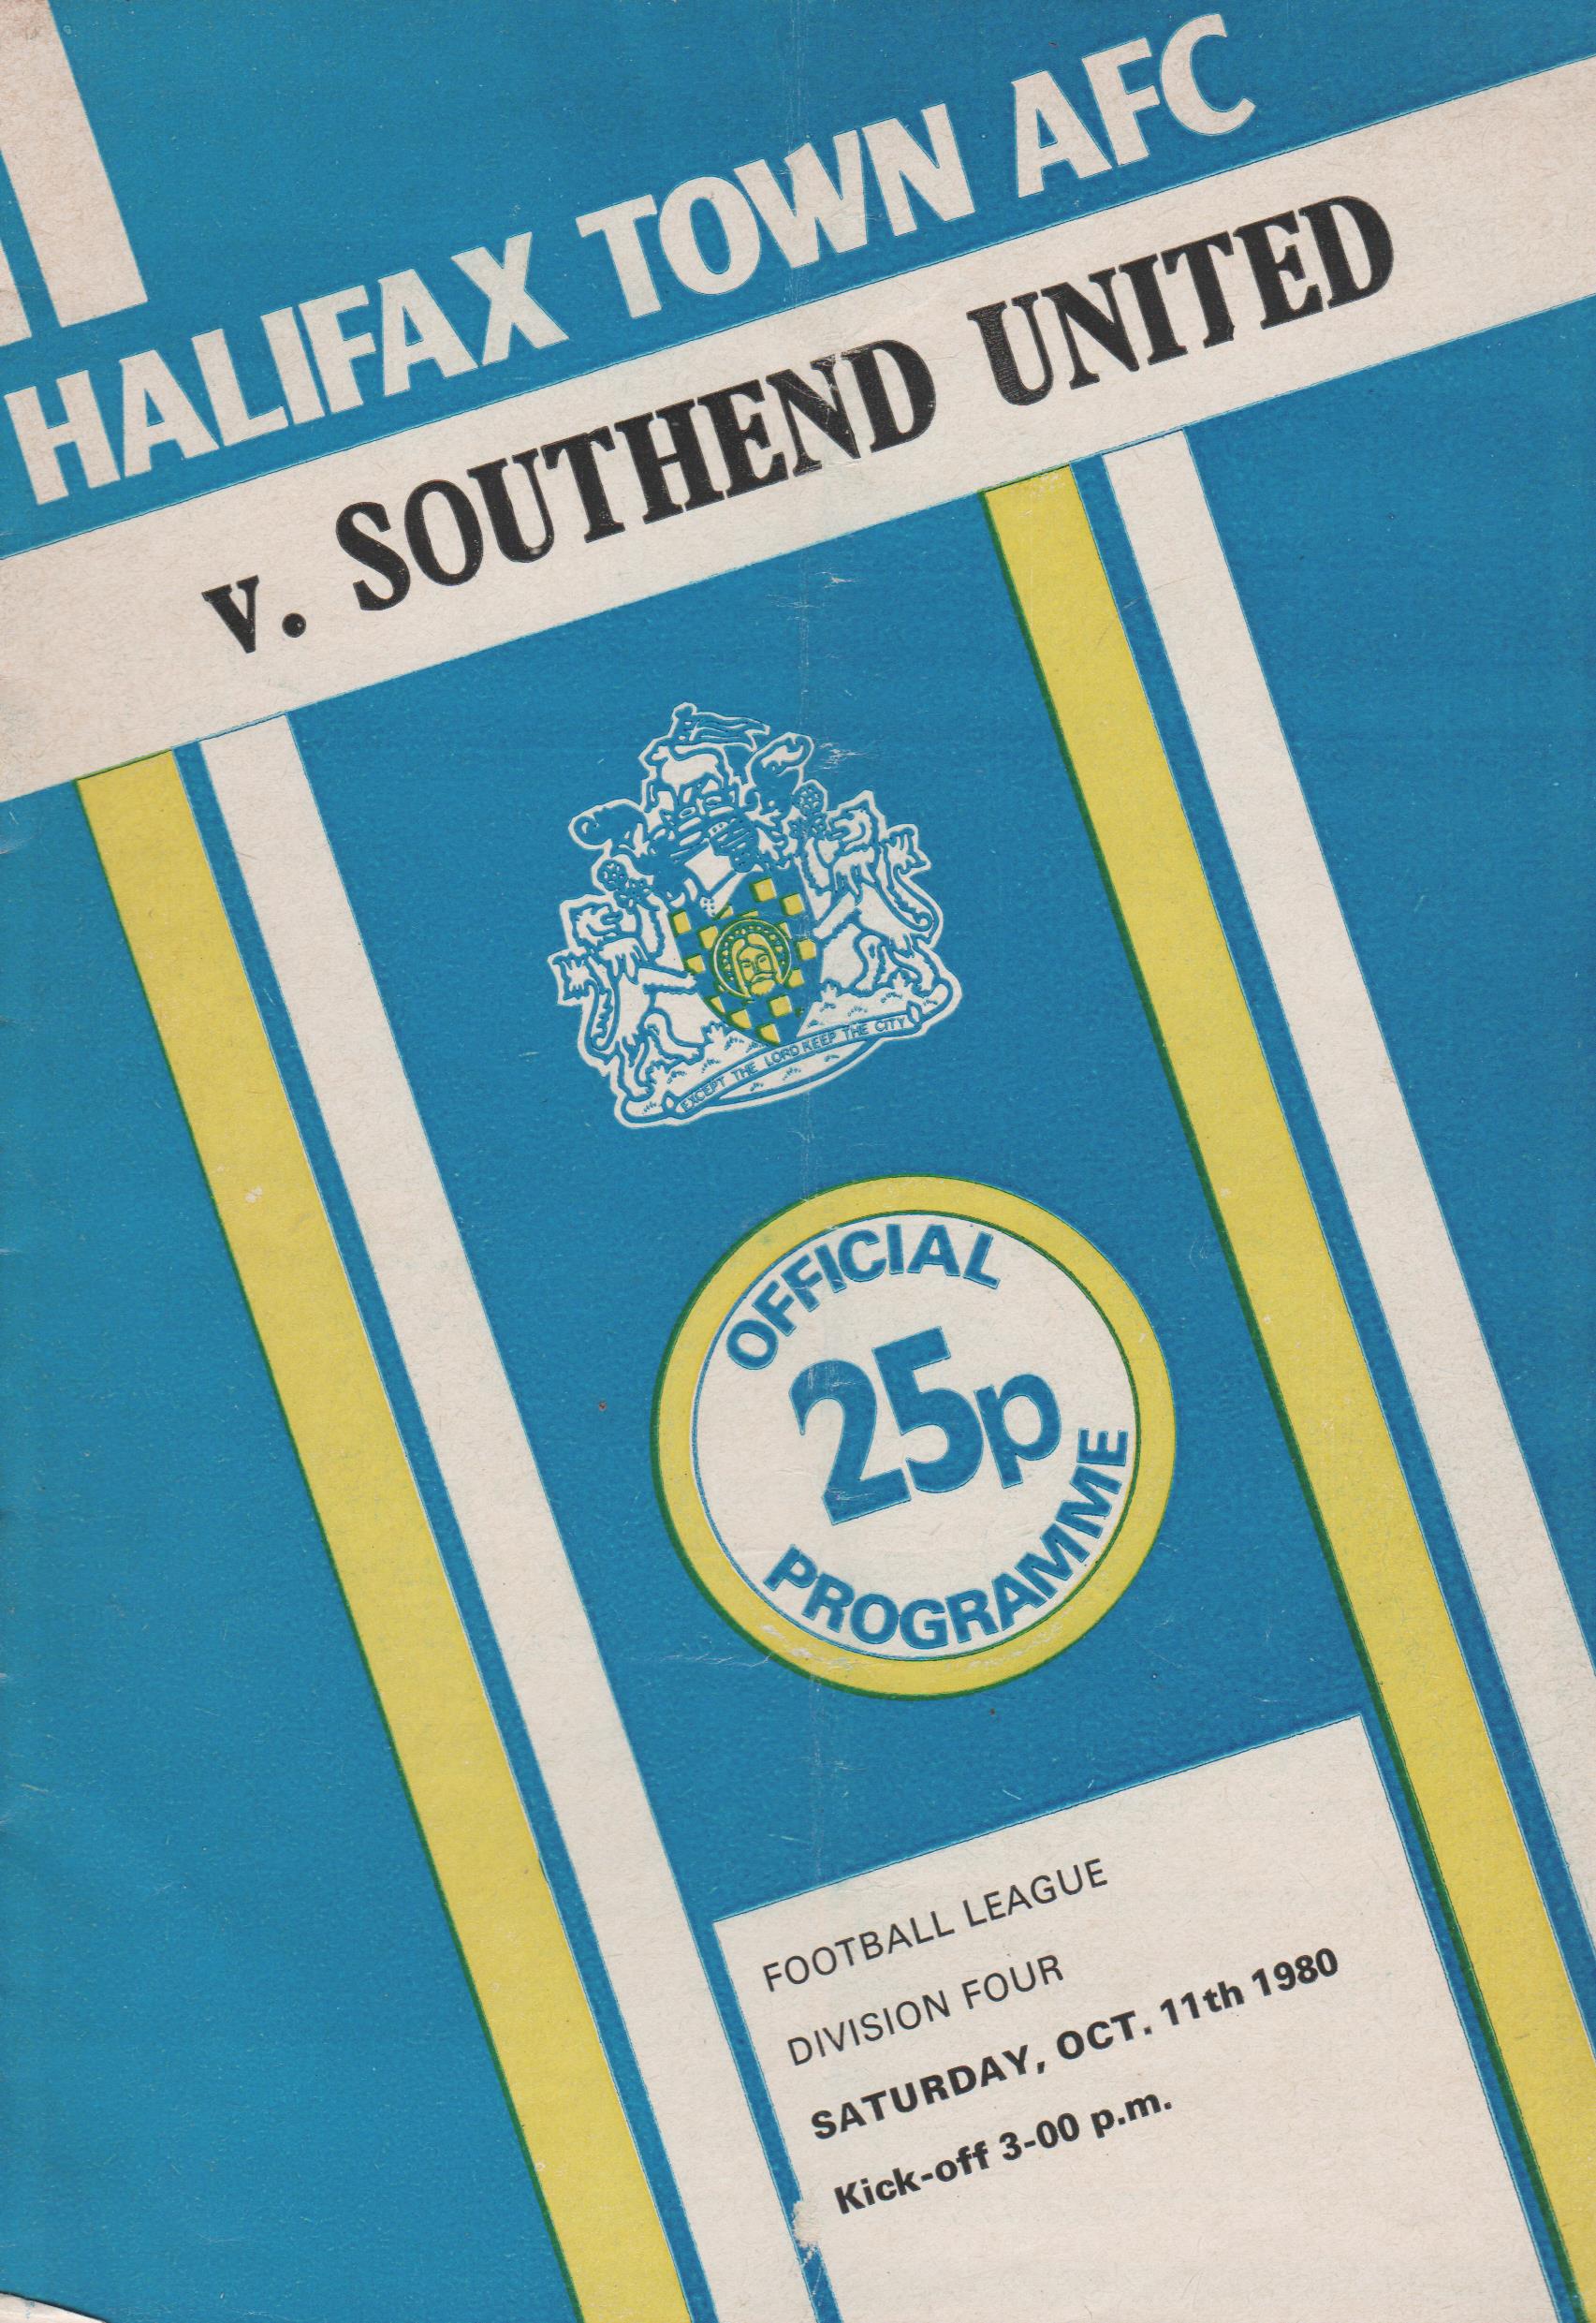 HALIFAX TOWN AFC
v. SOUTHEND UNITED
EXCEPT THE LORD KEEP THE CITY
OFFICIAL
25p
PROGRAMME
FOOTBALL LEAGUE
DIVISION FOUR
SATURDAY, OCT. 11th 1980
Kick-off 3-00 p.m.